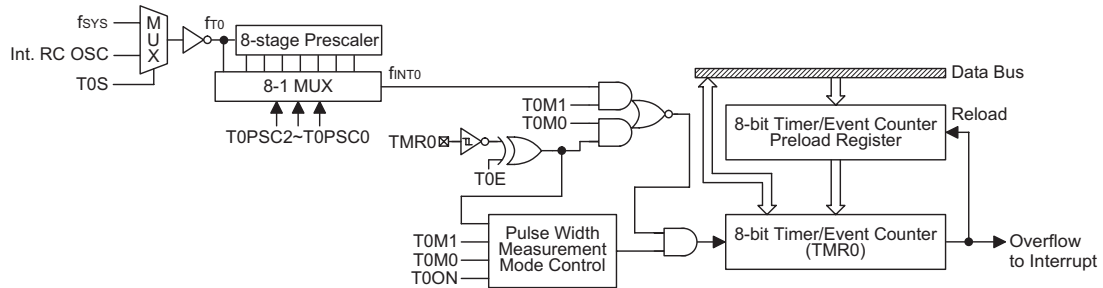 fSYS
Int. RC OSC
T0S
MUX
fT0
8-stage Prescaler
8-1 MUX
T0PSC2~T0PSC0
fINT0
T0M1
T0M0
TMR0
T0E
T0M1
T0M0
T0ON
Pulse Width
Measurement
Mode Control
Data Bus
8-bit Timer/Event Counter
Preload Register
Reload
8-bit Timer/Event Counter
(TMR0)
Overflow
to Interrupt